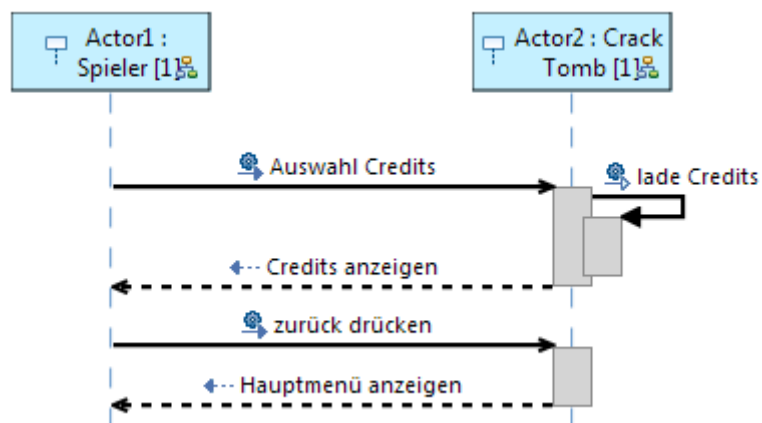 Actor1 :
Spieler [1]
Actor2 : Crack
Tomb [1]
Auswahl Credits
lade Credits
Credits anzeigen
zurück drücken
Hauptmenü anzeigen